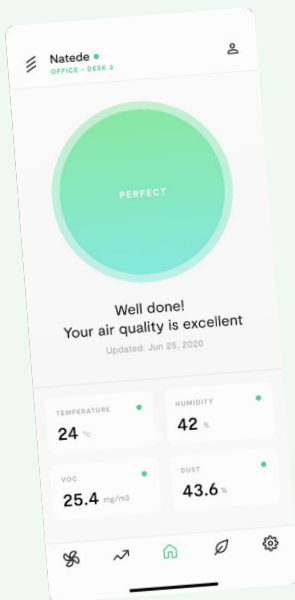 Natede
OFFICE - DESK 3
PERFECT
Well done!
Your air quality is excellent
Updated: Jun 25, 2020
TEMPERATURE
24 °c
HUMIDITY
42 %
VOC
25.4 mg/m3
DUST
43.6 %